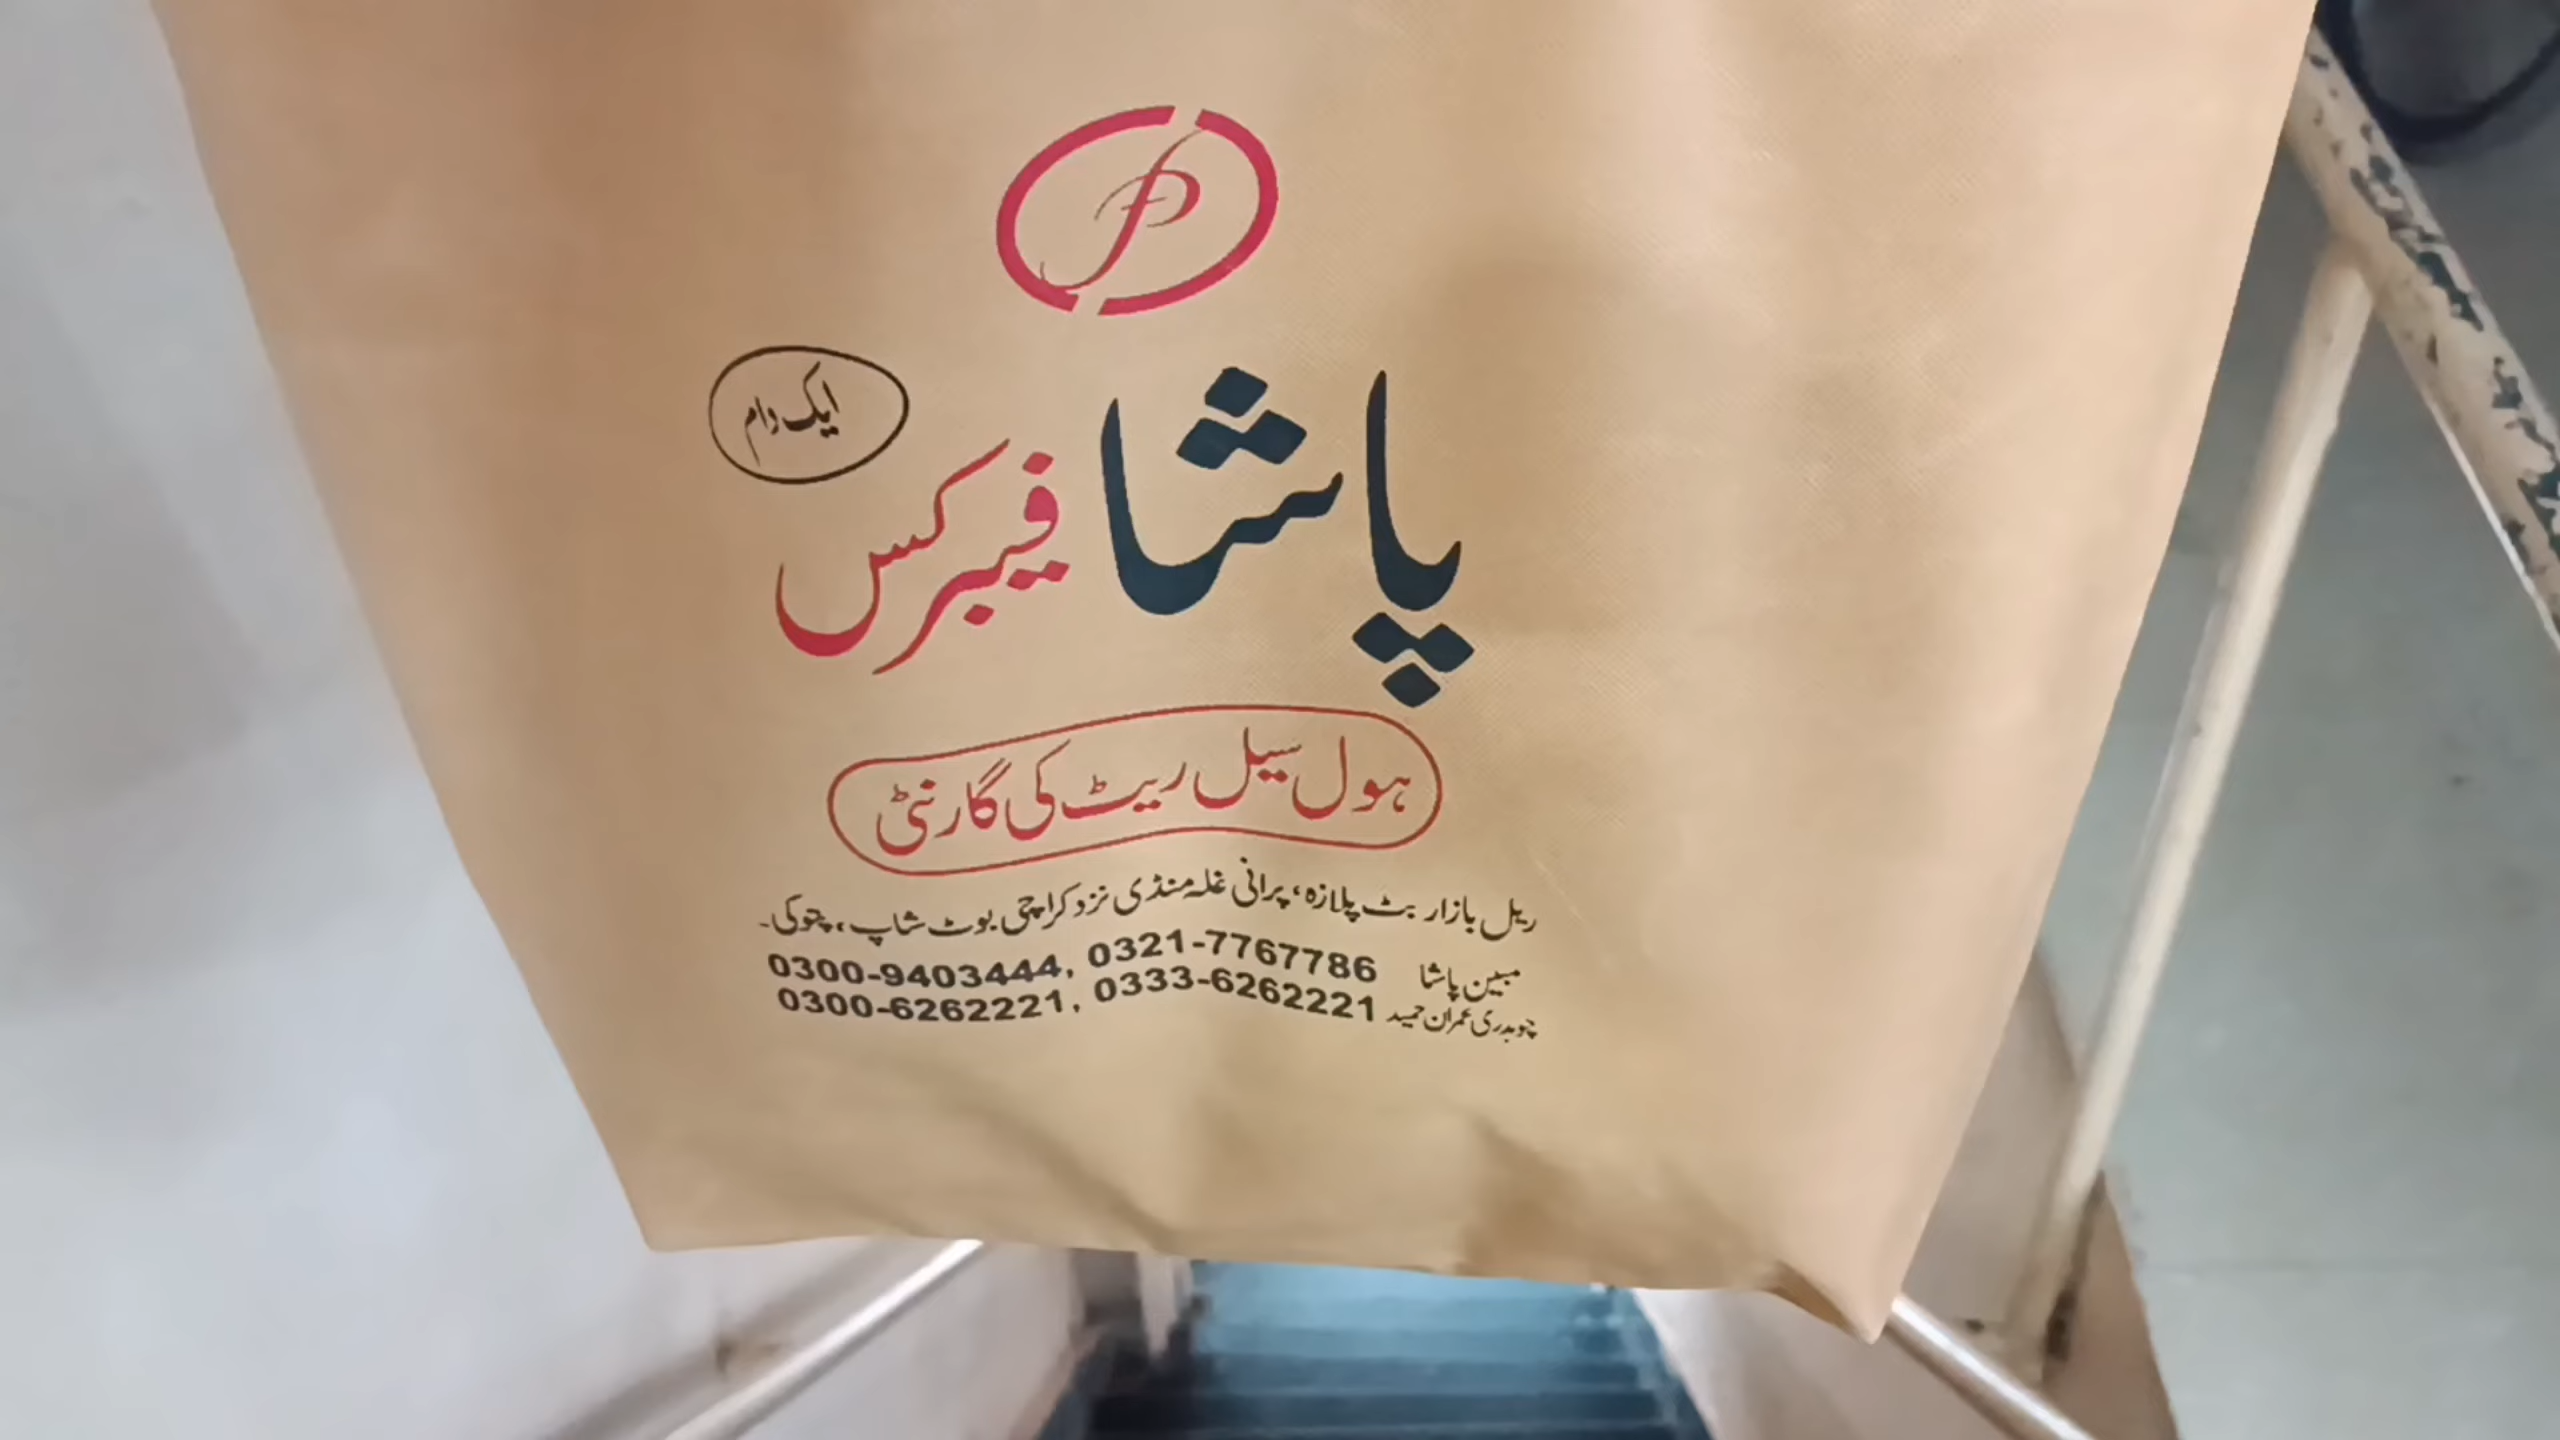 P
ایک دام
پاشا فیبرکس
ہول سیل ریٹ کی گارنٹی
ریل بازار بٹ پلازہ، پرانی غلہ منڈی نزد کراچی بوٹ شاپ، پتوکی۔
مبین پاشا 0300-9403444, 0321-7767786
چوہدری عمران حمید 0300-6262221, 0333-6262221